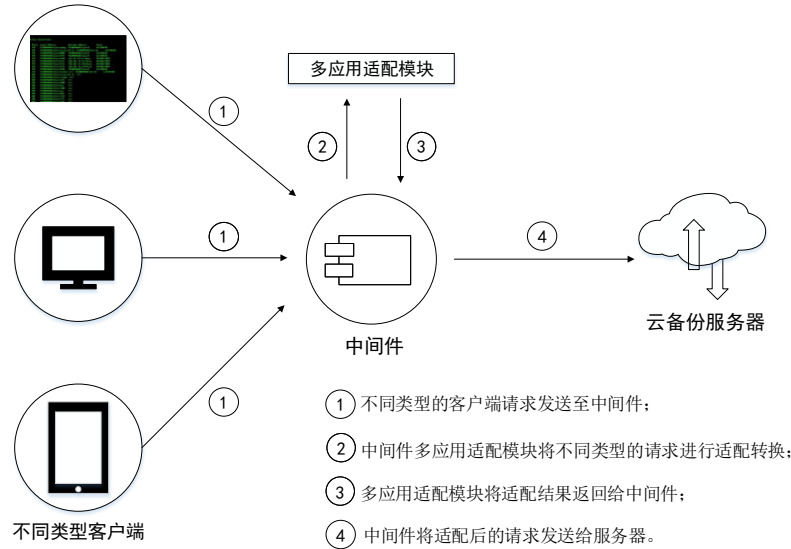 多应用适配模块
①
②
③
①
④
中间件
云备份服务器
①
不同类型客户端
① 不同类型的客户端请求发送至中间件；
② 中间件多应用适配模块将不同类型的请求进行适配转换；
③ 多应用适配模块将适配结果返回给中间件；
④ 中间件将适配后的请求发送给服务器。